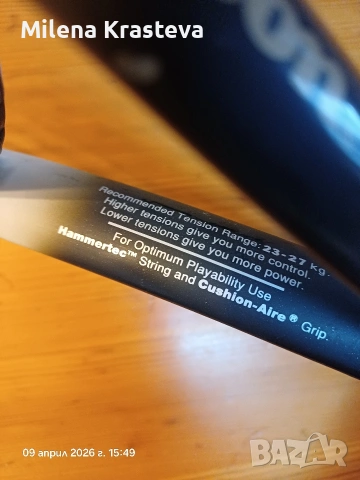 Milena Krasteva
Recommended Tension Range: 23-27 kg.
Higher tensions give you more control.
Lower tensions give you more power.
For Optimum Playability Use
Hammertec™ String and Cushion-Aire® Grip.
09 април 2026 г. 15:49
BAZAR